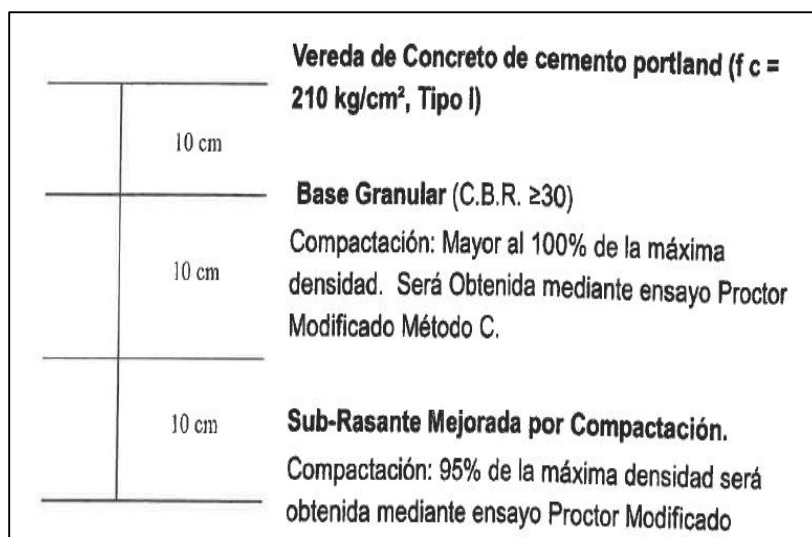 Vereda de Concreto de cemento portland (f c =
210 kg/cm², Tipo I)
10 cm
Base Granular (C.B.R. ≥30)
Compactación: Mayor al 100% de la máxima
densidad. Será Obtenida mediante ensayo Proctor
Modificado Método C.
10 cm
Sub-Rasante Mejorada por Compactación.
10 cm
Compactación: 95% de la máxima densidad será
obtenida mediante ensayo Proctor Modificado